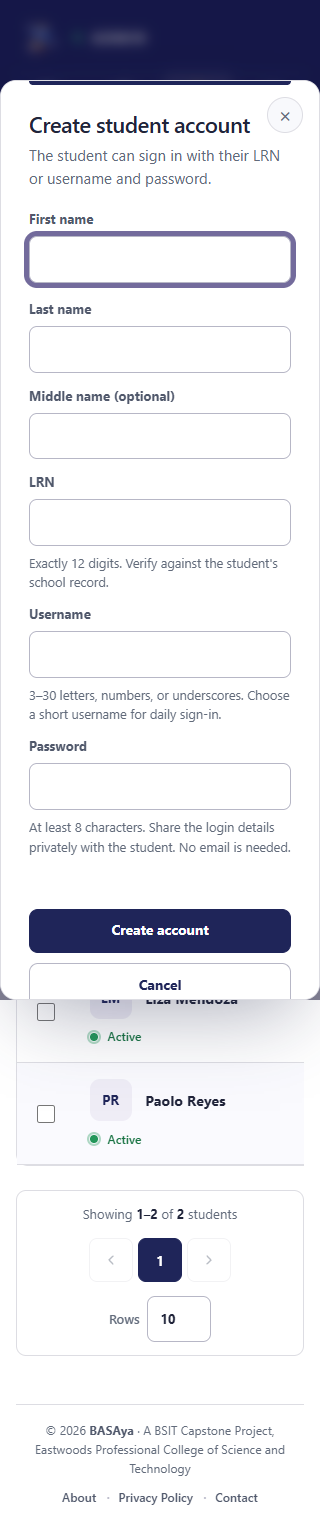 Create student account
×
The student can sign in with their LRN
or username and password.
First name
Last name
Middle name (optional)
LRN
Exactly 12 digits. Verify against the student's
school record.
Username
3–30 letters, numbers, or underscores. Choose
a short username for daily sign-in.
Password
At least 8 characters. Share the login details
privately with the student. No email is needed.
Create account
Cancel
LM Liza Mendoza
Active
PR Paolo Reyes
Active
Showing 1–2 of 2 students
‹ 1 ›
Rows 10
© 2026 BASAya · A BSIT Capstone Project,
Eastwoods Professional College of Science and
Technology
About · Privacy Policy · Contact